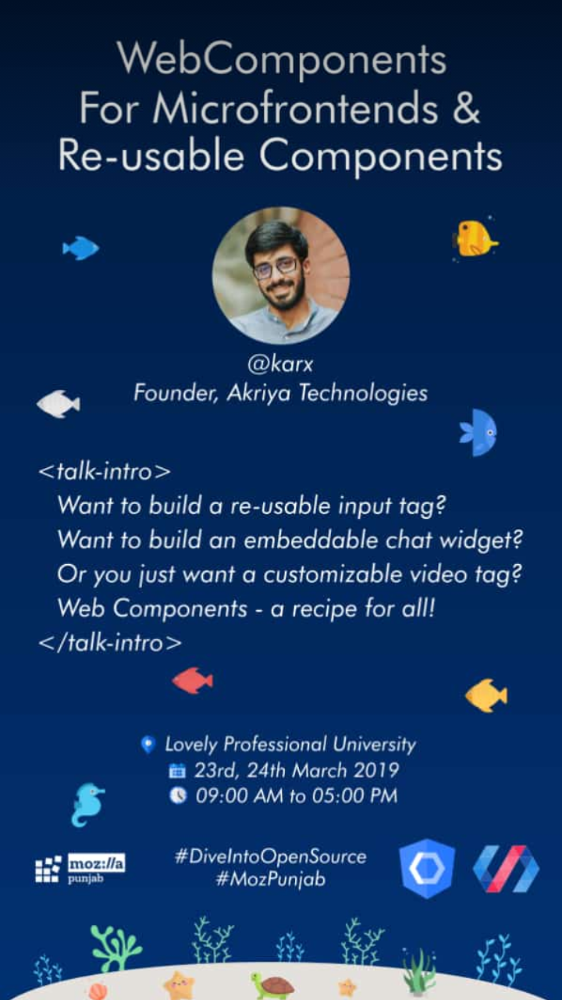 WebComponents
For Microfrontends &
Re-usable Components
@karx
Founder, Akriya Technologies
<talk-intro>
Want to build a re-usable input tag?
Want to build an embeddable chat widget?
Or you just want a customizable video tag?
Web Components - a recipe for all!
</talk-intro>
Lovely Professional University
23rd, 24th March 2019
09:00 AM to 05:00 PM
moz://a
punjab
#DiveIntoOpenSource
#MozPunjab